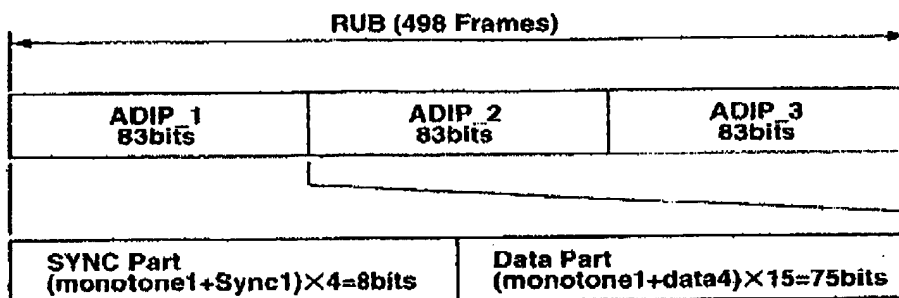 RUB (498 Frames)
ADIP_1
83bits
ADIP_2
83bits
ADIP_3
83bits
SYNC Part
(monotone1+Sync1)×4=8bits
Data Part
(monotone1+data4)×15=75bits